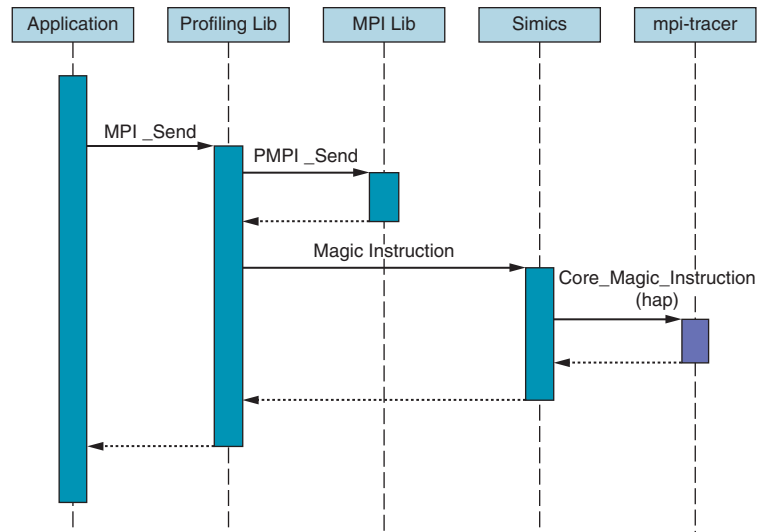 Application
Profiling Lib
MPI Lib
Simics
mpi-tracer
MPI _Send
PMPI _Send
Magic Instruction
Core_Magic_Instruction
(hap)